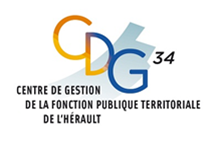 CDG 34
CENTRE DE GESTION
DE LA FONCTION PUBLIQUE TERRITORIALE
DE L'HÉRAULT